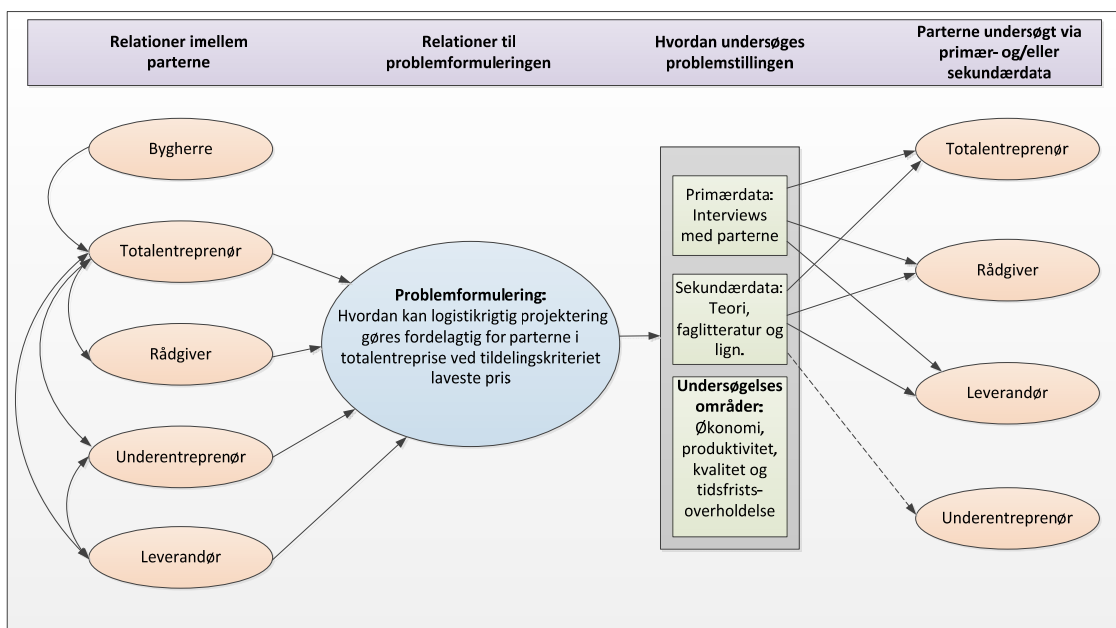 Relationer imellem
parterne
Relationer til
problemformuleringen
Hvordan undersøges
problemstillingen
Parterne undersøgt via
primær- og/eller
sekundærdata
Bygherre
Totalentreprenør
Rådgiver
Underentreprenør
Leverandør
Problemformulering:
Hvordan kan logistikrigtig projektering
gøres fordelagtig for parterne i
totalentreprise ved tildelingskriteriet
laveste pris
Primærdata:
Interviews
med parterne
Sekundærdata:
Teori,
faglitteratur og
lign.
Undersøgelses
områder:
Økonomi,
produktivitet,
kvalitet og
tidsfrists-
overholdelse
Totalentreprenør
Rådgiver
Leverandør
Underentreprenør